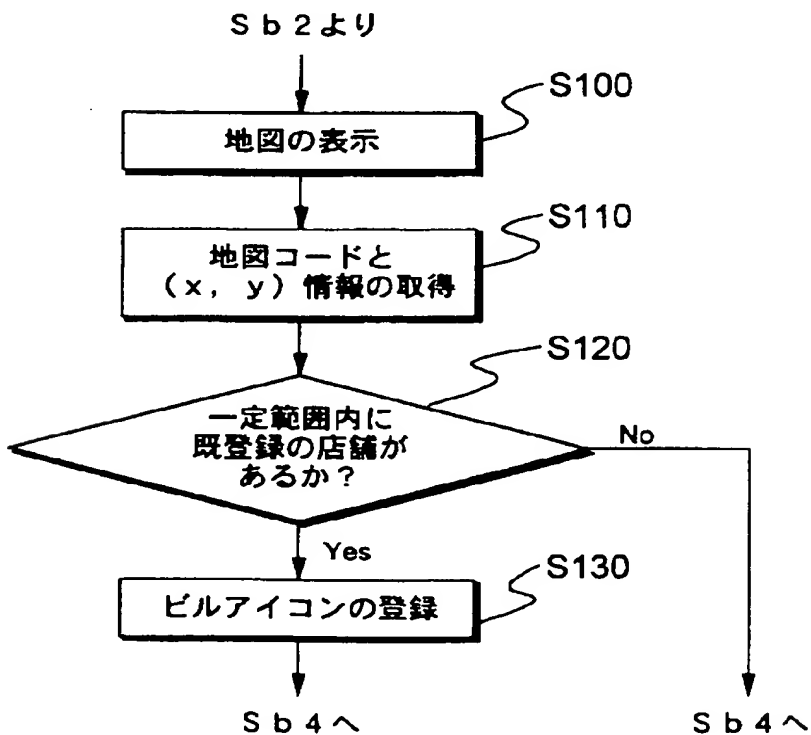 Ｓｂ２より
S100
地図の表示
S110
地図コードと
（ｘ，ｙ）情報の取得
S120
一定範囲内に
既登録の店舗が
あるか？
No
Yes
S130
ビルアイコンの登録
Ｓｂ４へ
Ｓｂ４へ